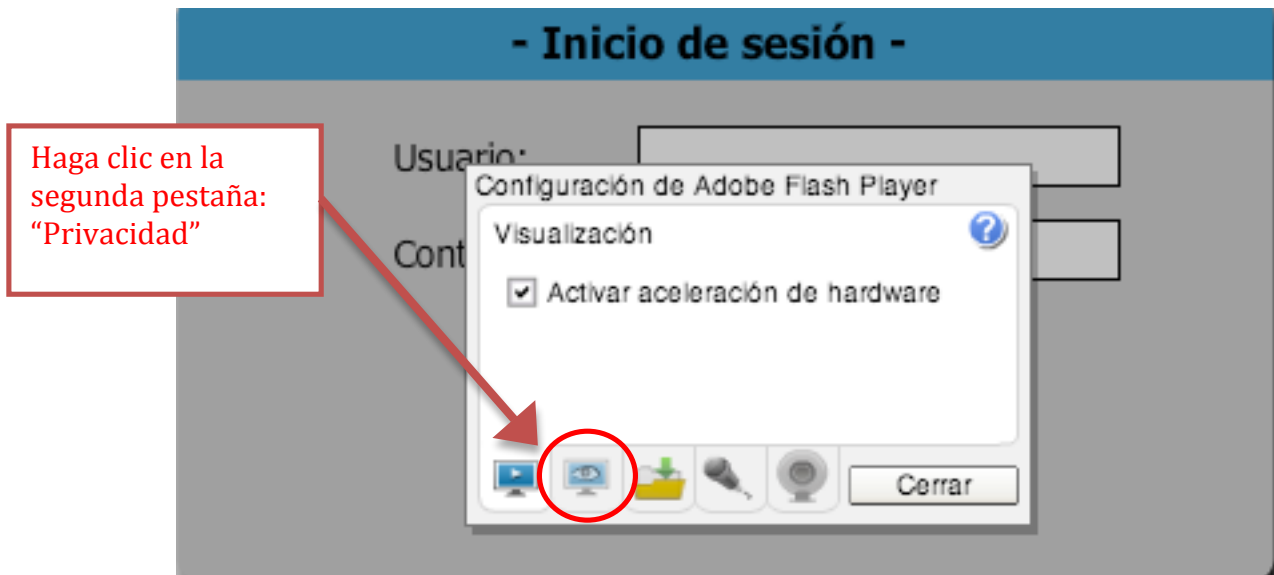 - Inicio de sesión -
Haga clic en la
segunda pestaña:
“Privacidad”
Usuario:
Cont
Configuración de Adobe Flash Player
Visualización
Activar aceleración de hardware
Cerrar